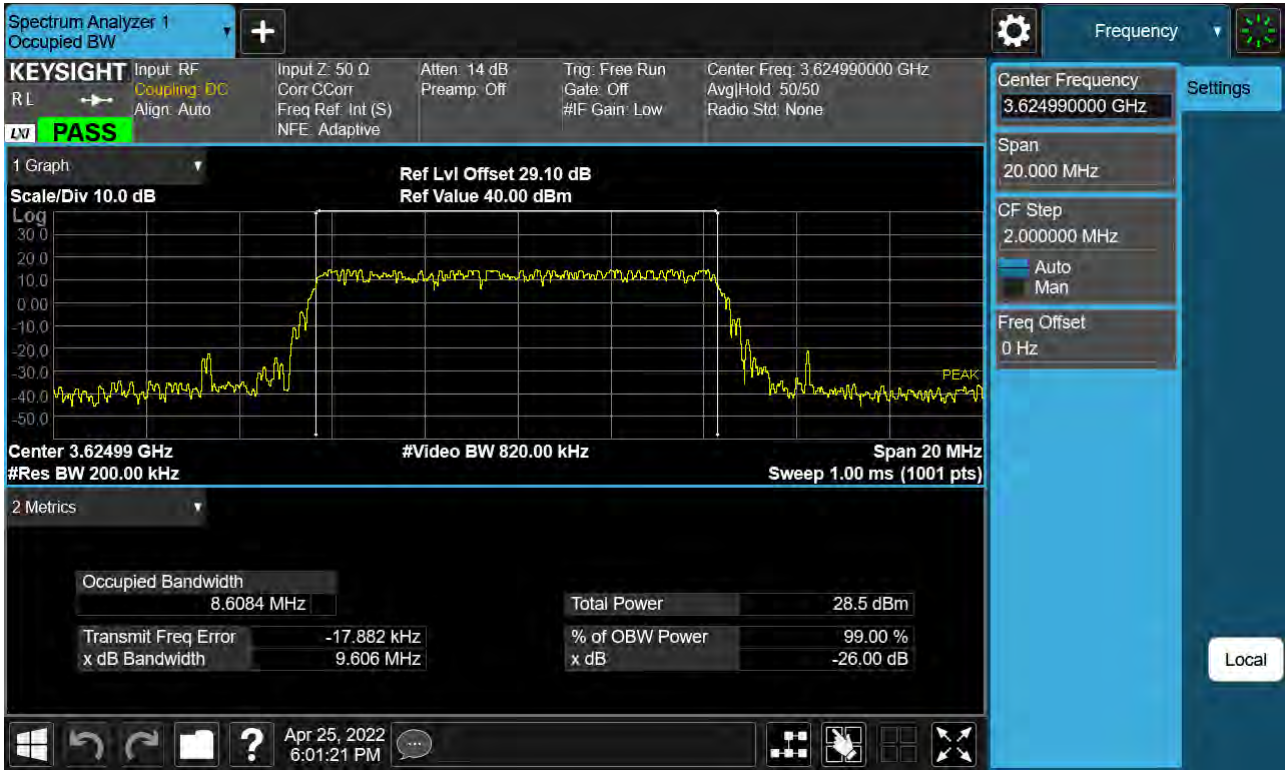 Spectrum Analyzer 1
Occupied BW
Frequency
KEYSIGHT
R L
LXI
PASS
Input: RF
Coupling: DC
Align: Auto
Input Z: 50 Ω
Corr CCorr
Freq Ref: Int (S)
NFE: Adaptive
Atten: 14 dB
Preamp: Off
Trig: Free Run
Gate: Off
#IF Gain: Low
Center Freq: 3.624990000 GHz
Avg|Hold: 50/50
Radio Std: None
Center Frequency
3.624990000 GHz
Settings
Span
20.000 MHz
CF Step
2.000000 MHz
Auto
Man
Freq Offset
0 Hz
Local
1 Graph
Scale/Div 10.0 dB
Ref Lvl Offset 29.10 dB
Ref Value 40.00 dBm
Log
30.0
20.0
10.0
0.00
-10.0
-20.0
-30.0
-40.0
-50.0
PEAK
Center 3.62499 GHz
#Video BW 820.00 kHz
Span 20 MHz
#Res BW 200.00 kHz
Sweep 1.00 ms (1001 pts)
2 Metrics
Occupied Bandwidth
8.6084 MHz
Total Power 28.5 dBm
Transmit Freq Error -17.882 kHz
% of OBW Power 99.00 %
x dB Bandwidth 9.606 MHz
x dB -26.00 dB
?
Apr 25, 2022
6:01:21 PM